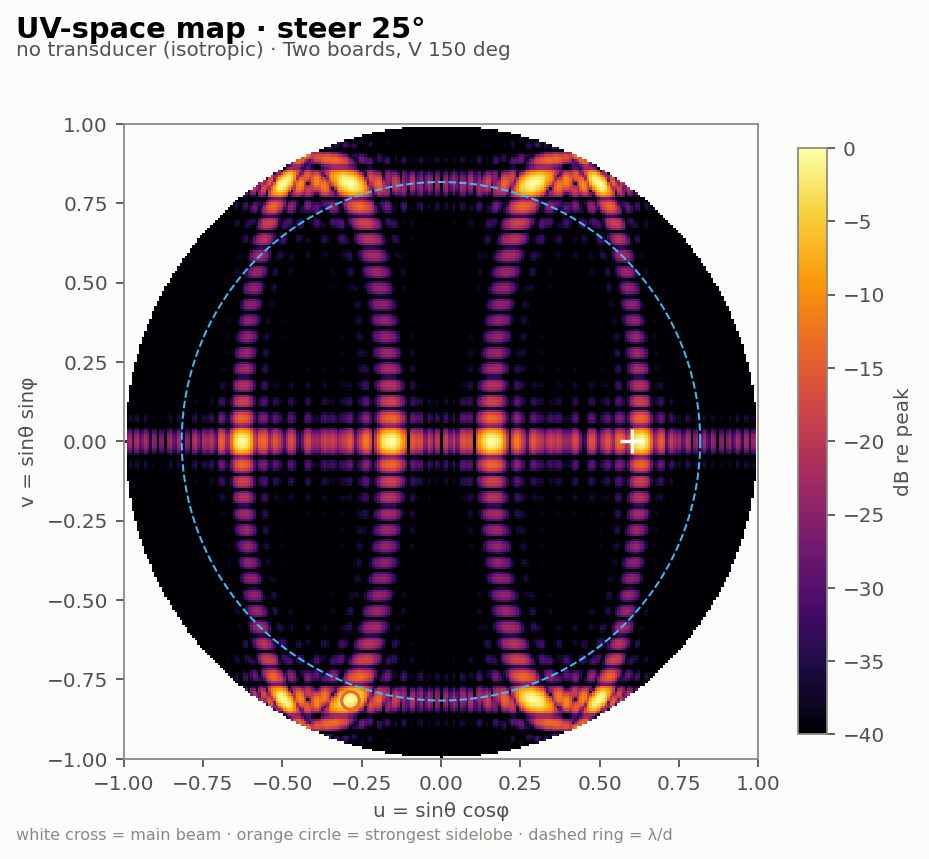 UV-space map · steer 25°
no transducer (isotropic) · Two boards, V 150 deg
1.00
0.75
0.50
0.25
0.00
−0.25
−0.50
−0.75
−1.00
v = sinθ sinφ
−1.00 −0.75 −0.50 −0.25 0.00 0.25 0.50 0.75 1.00
u = sinθ cosφ
0
−5
−10
−15
−20
−25
−30
−35
−40
dB re peak
white cross = main beam · orange circle = strongest sidelobe · dashed ring = λ/d